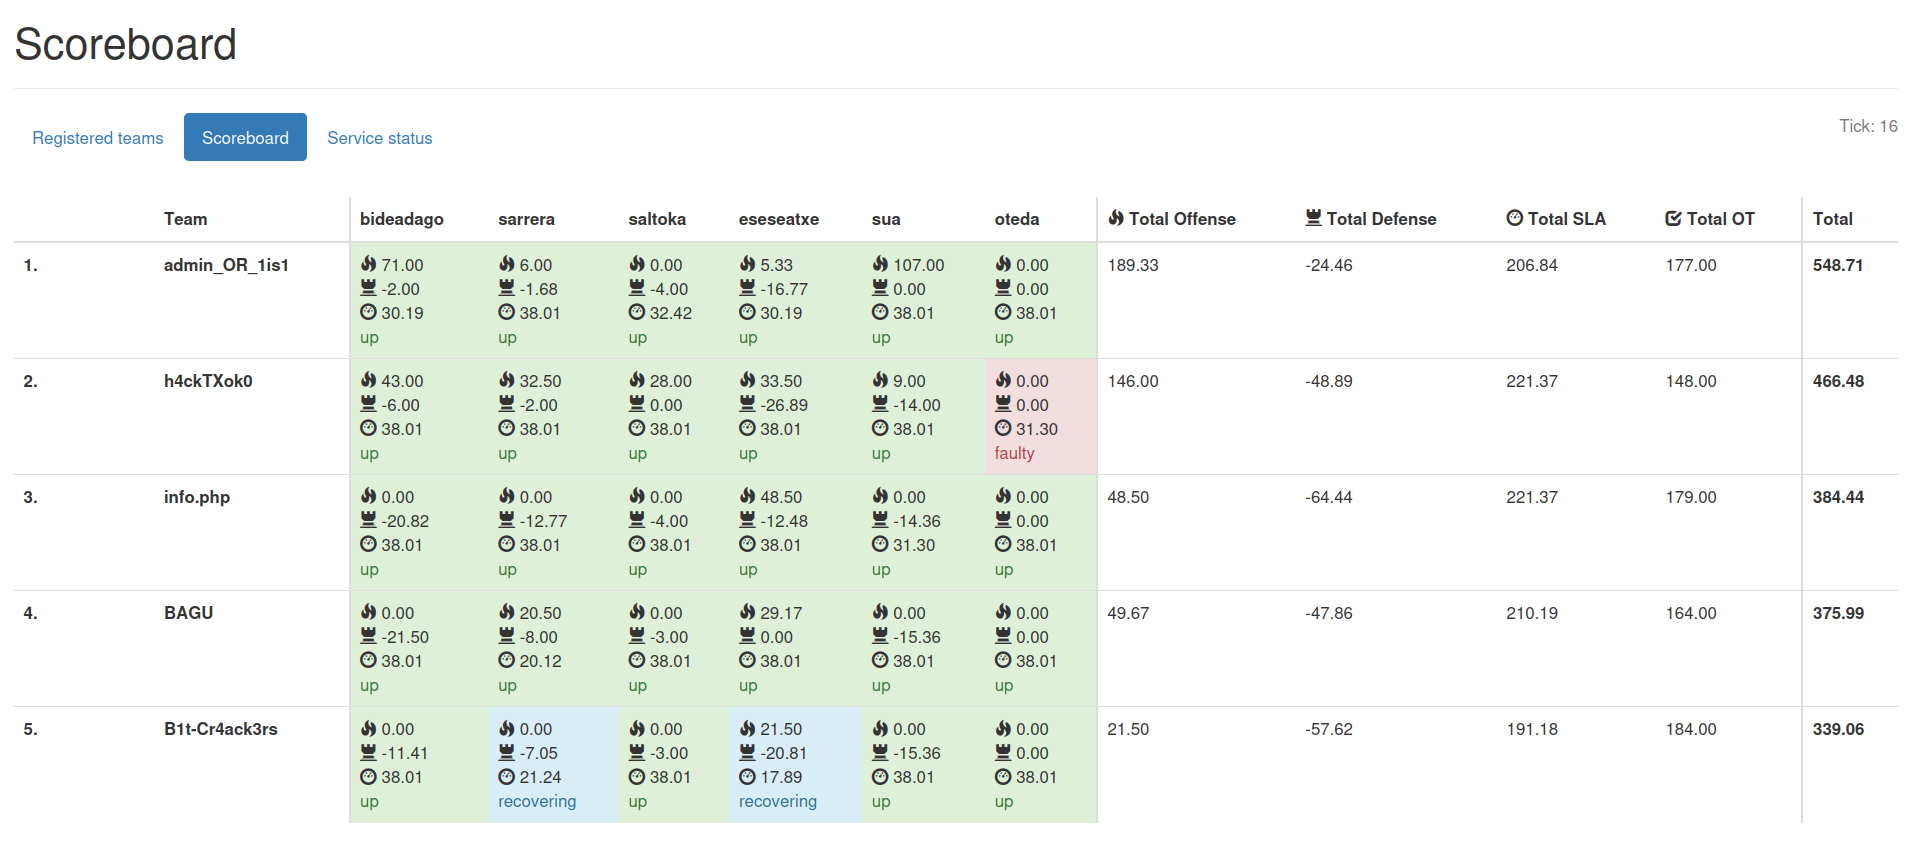 Scoreboard
Registered teams Scoreboard Service status Tick: 16
Team bideadago sarrera saltoka eseseatxe sua oteda Total Offense Total Defense Total SLA Total OT Total
1. admin_OR_1is1 71.00 6.00 0.00 5.33 107.00 0.00 189.33 -24.46 206.84 177.00 548.71
-2.00 -1.68 -4.00 -16.77 0.00 0.00
30.19 38.01 32.42 30.19 38.01 38.01
up up up up up up
2. h4ckTXok0 43.00 32.50 28.00 33.50 9.00 0.00 146.00 -48.89 221.37 148.00 466.48
-6.00 -2.00 0.00 -26.89 -14.00 0.00
38.01 38.01 38.01 38.01 38.01 31.30
up up up up up faulty
3. info.php 0.00 0.00 0.00 48.50 0.00 0.00 48.50 -64.44 221.37 179.00 384.44
-20.82 -12.77 -4.00 -12.48 -14.36 0.00
38.01 38.01 38.01 38.01 31.30 38.01
up up up up up up
4. BAGU 0.00 20.50 0.00 29.17 0.00 0.00 49.67 -47.86 210.19 164.00 375.99
-21.50 -8.00 -3.00 0.00 -15.36 0.00
38.01 20.12 38.01 38.01 38.01 38.01
up up up up up up
5. B1t-Cr4ack3rs 0.00 0.00 0.00 21.50 0.00 0.00 21.50 -57.62 191.18 184.00 339.06
-11.41 -7.05 -3.00 -20.81 -15.36 0.00
38.01 21.24 38.01 17.89 38.01 38.01
up recovering up recovering up up